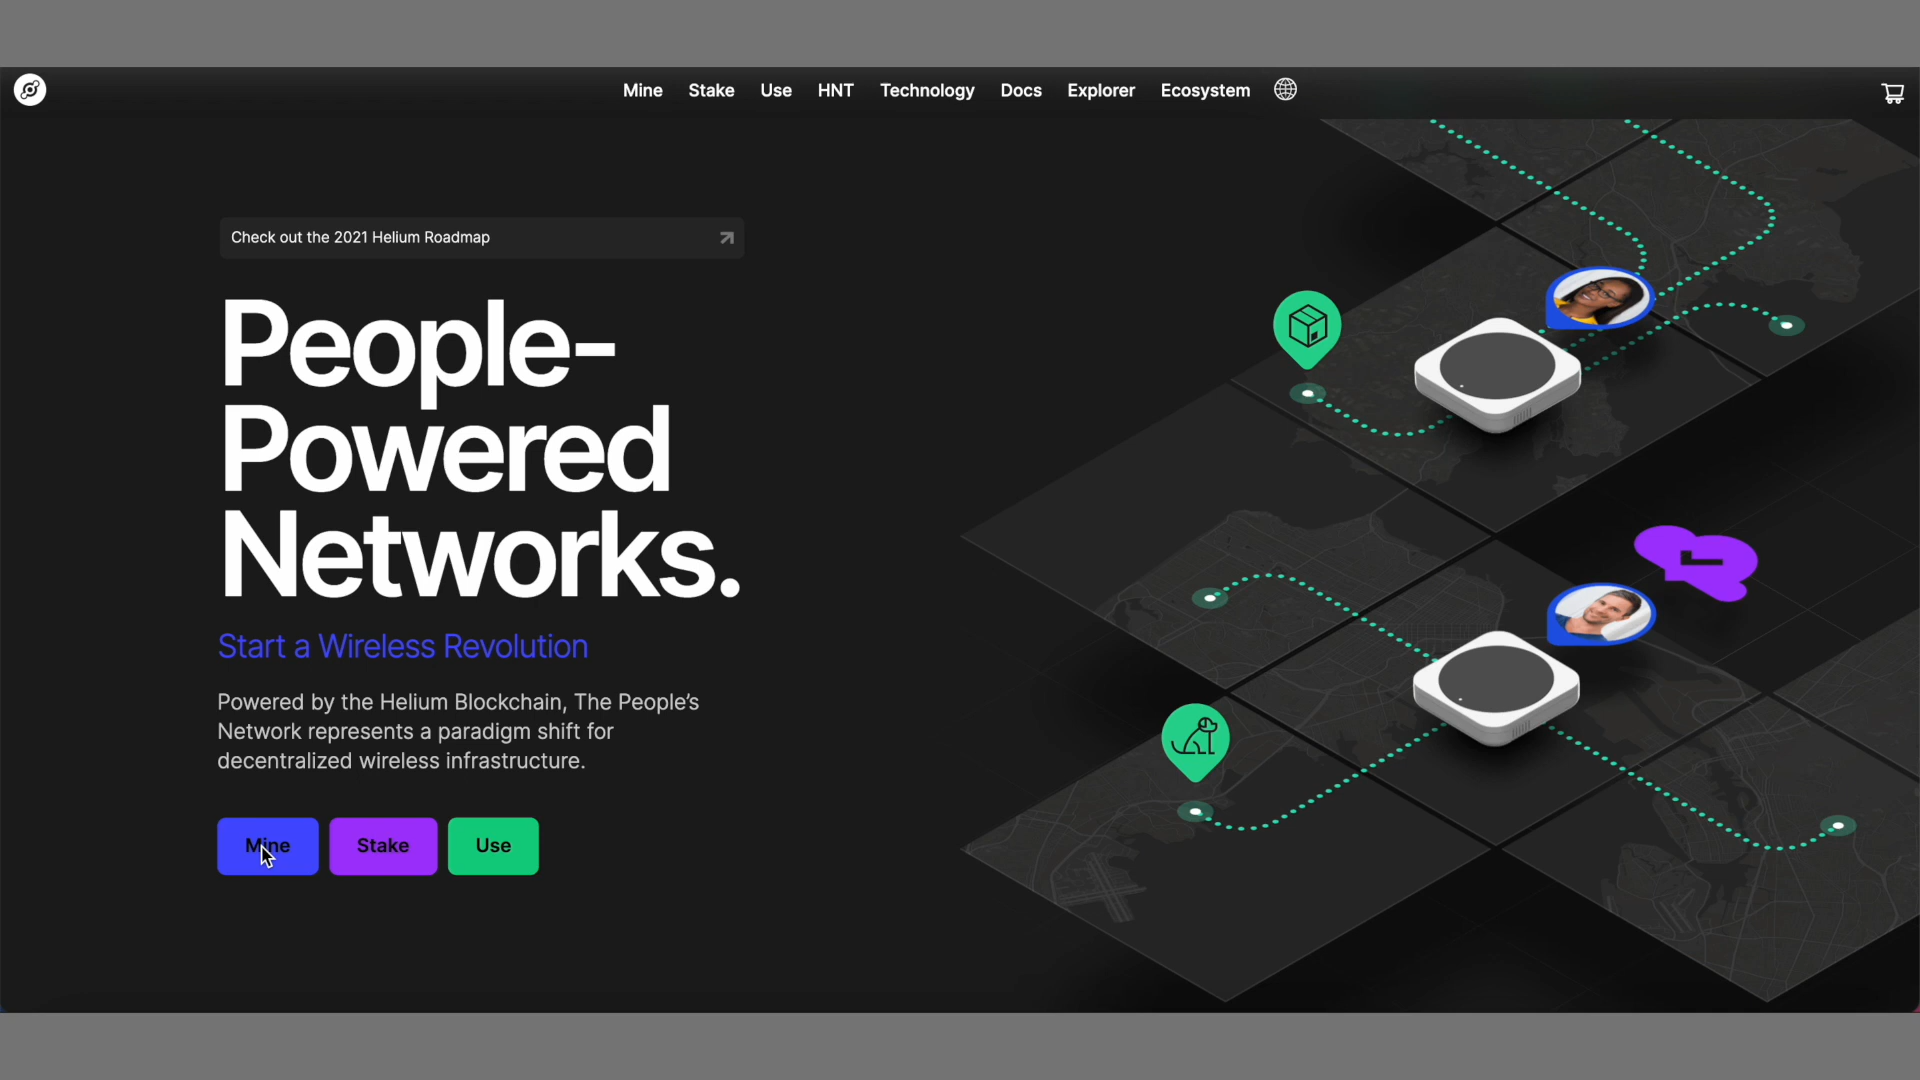 Mine Stake Use HNT Technology Docs Explorer Ecosystem
Check out the 2021 Helium Roadmap
People-
Powered
Networks.
Start a Wireless Revolution
Powered by the Helium Blockchain, The People’s
Network represents a paradigm shift for
decentralized wireless infrastructure.
Mine Stake Use